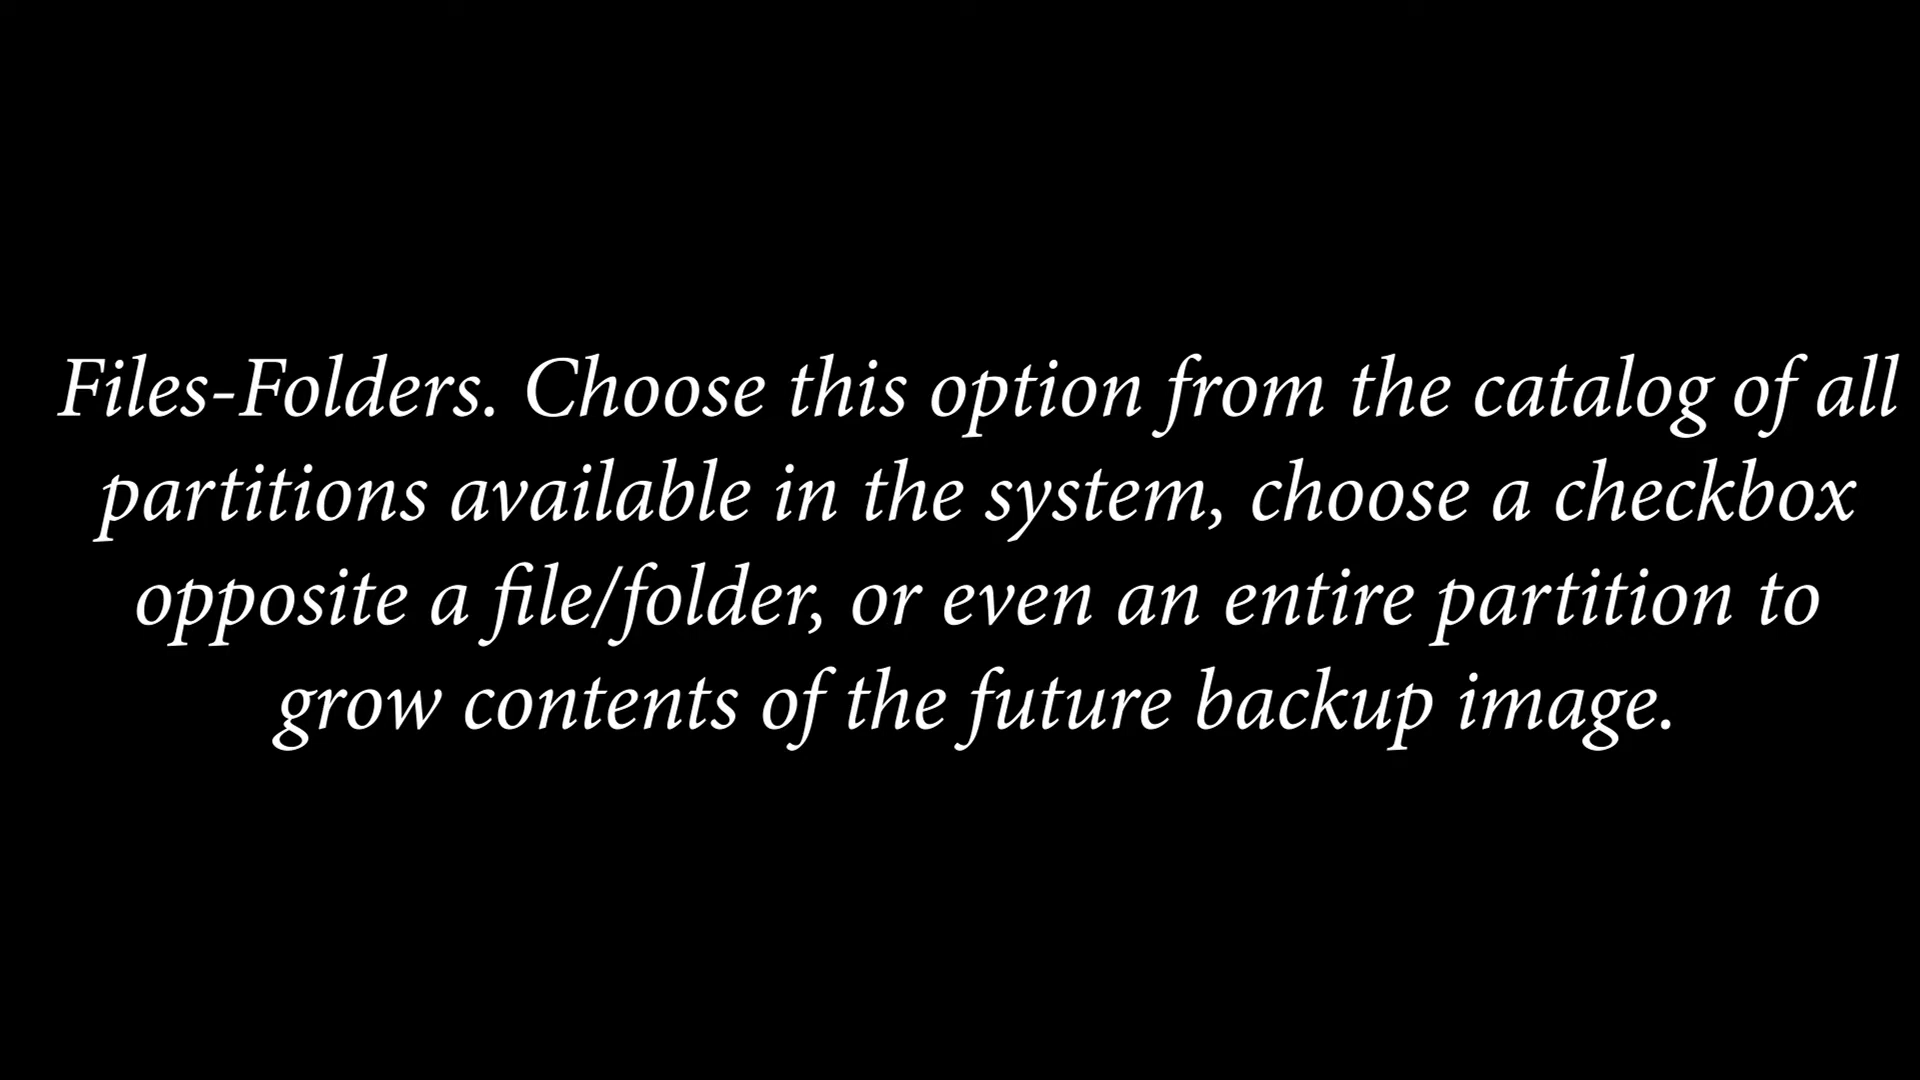 Files-Folders. Choose this option from the catalog of all
partitions available in the system, choose a checkbox
opposite a file/folder, or even an entire partition to
grow contents of the future backup image.